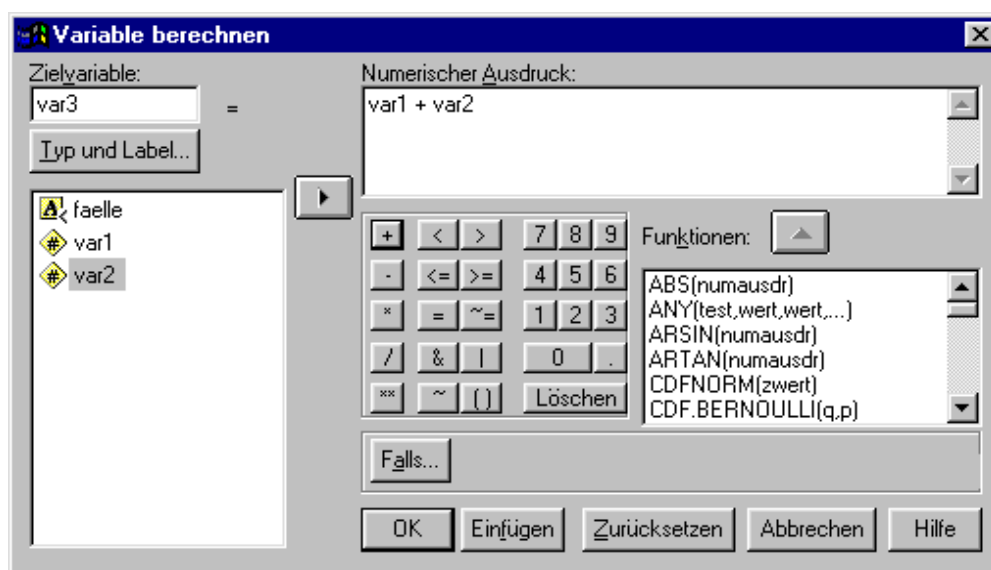 Variable berechnen
Zielvariable:
var3
=
Typ und Label...
faelle
var1
var2
Numerischer Ausdruck:
var1 + var2
+ < > 7 8 9
- <= >= 4 5 6
* = ~= 1 2 3
/ & | 0 .
** ~ ( ) Löschen
Funktionen:
ABS(numausdr)
ANY(test,wert,wert,...)
ARSIN(numausdr)
ARTAN(numausdr)
CDFNORM(zwert)
CDF.BERNOULLI(q,p)
Falls...
OK Einfügen Zurücksetzen Abbrechen Hilfe